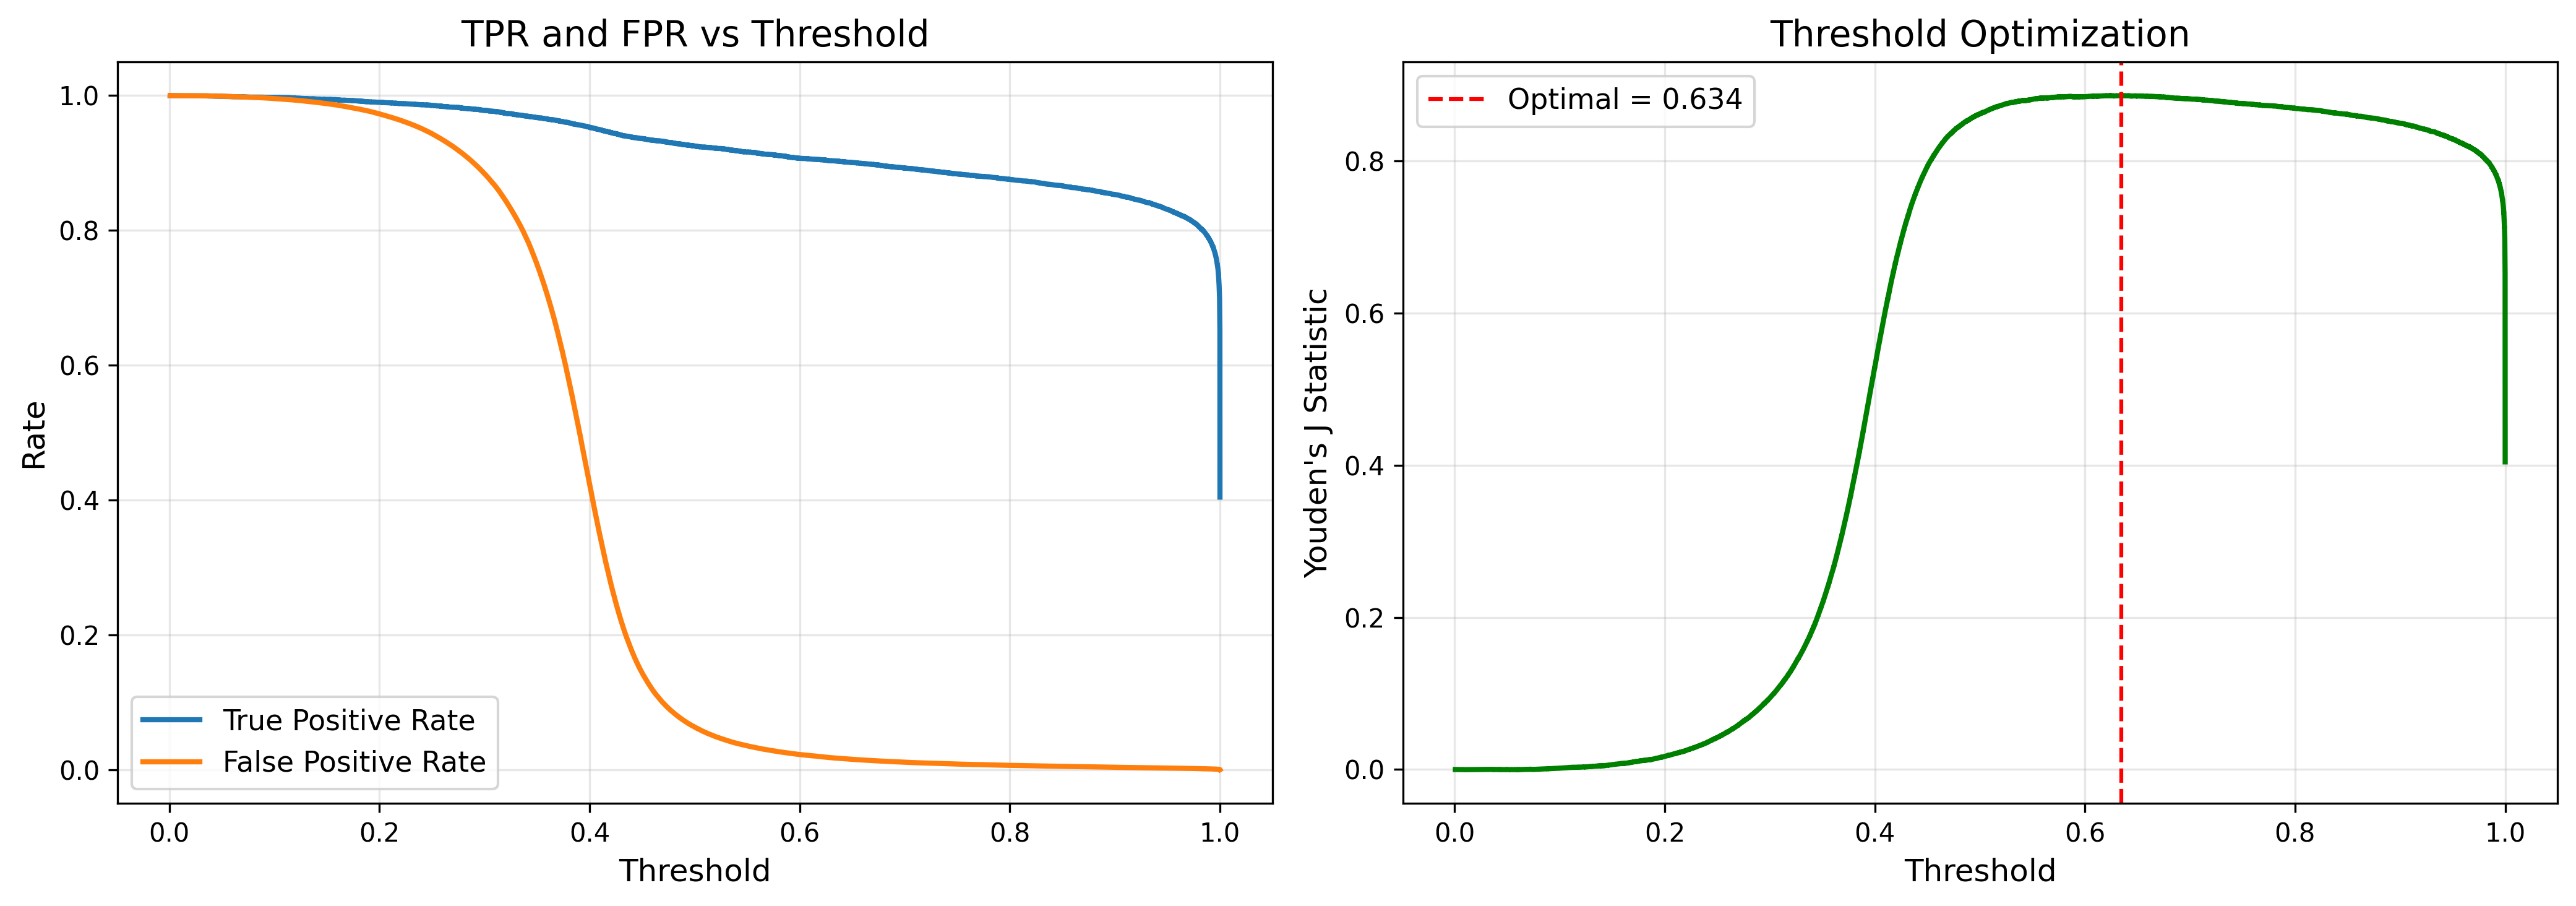 TPR and FPR vs Threshold
Rate
1.0
0.8
0.6
0.4
0.2
0.0
True Positive Rate
False Positive Rate
0.0 0.2 0.4 0.6 0.8 1.0
Threshold
Threshold Optimization
Youden's J Statistic
Optimal = 0.634
0.8
0.6
0.4
0.2
0.0
0.0 0.2 0.4 0.6 0.8 1.0
Threshold